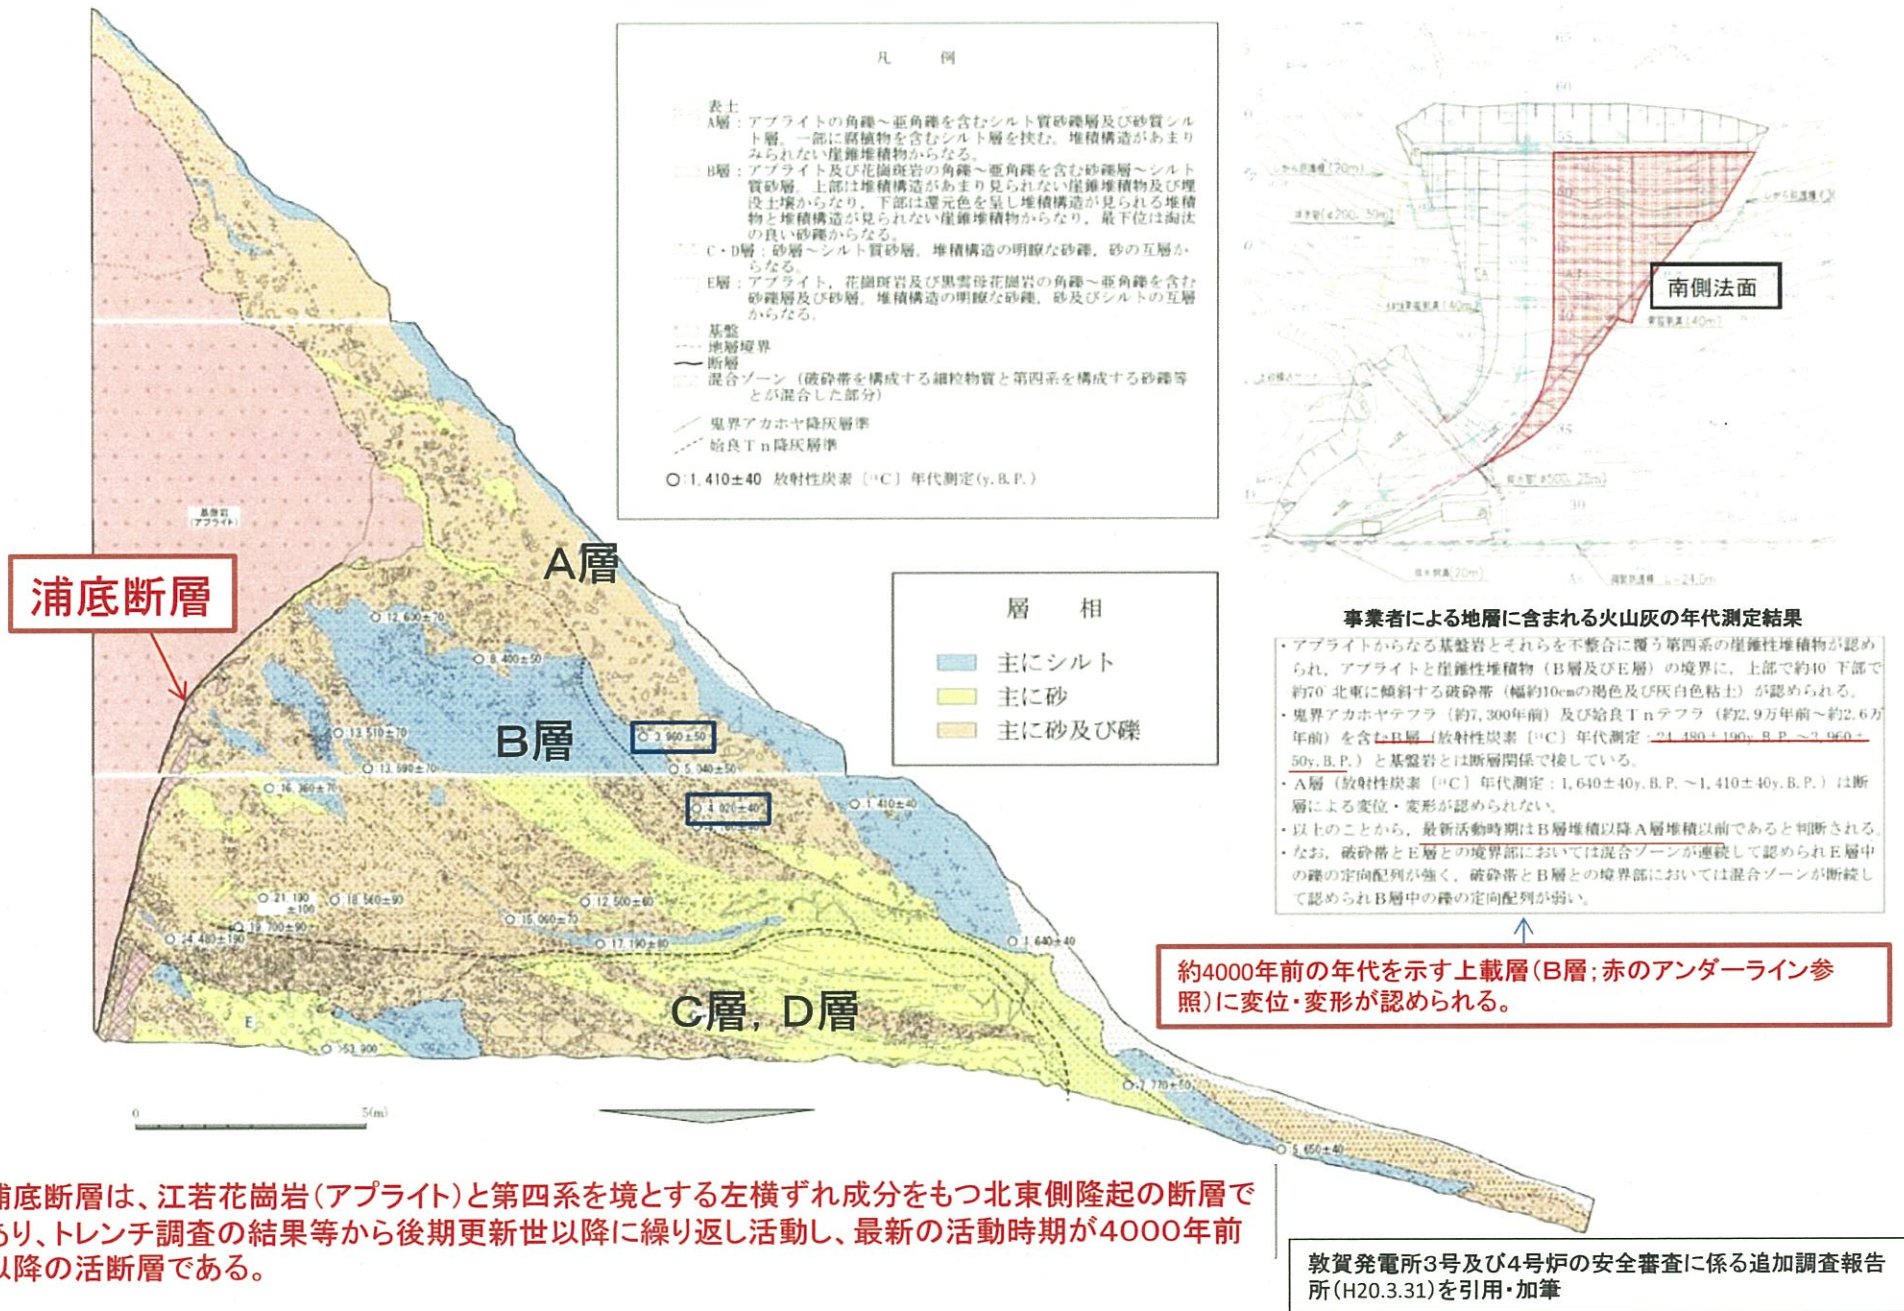 凡 例
表土
A層：アプライトの角礫～亜角礫を含むシルト質砂礫層及び砂質シル
ト層。一部に腐植物を含むシルト層を挟む。堆積構造があまり
みられない崖錐堆積物からなる。
B層：アプライト及び花崗斑岩の角礫～亜角礫を含む砂礫層～シルト
質砂層。上部は堆積構造があまり見られない崖錐堆積物及び埋
没土壌からなり，下部は還元色を呈し堆積構造が見られる堆積
物と堆積構造が見られない崖錐堆積物からなり，最下位は淘汰
の良い砂礫からなる。
C・D層：砂層～シルト質砂層。堆積構造の明瞭な砂礫，砂の互層か
らなる。
E層：アプライト，花崗斑岩及び黒雲母花崗岩の角礫～亜角礫を含む
砂礫層及び砂層。堆積構造の明瞭な砂礫，砂及びシルトの互層
からなる。
基盤
地層境界
断層
混合ゾーン（破砕帯を構成する細粒物質と第四系を構成する砂礫等
とが混合した部分）
鬼界アカホヤ降灰層準
姶良Ｔｎ降灰層準
○:1,410±40 放射性炭素〔¹⁴C〕年代測定(y.B.P.)
60
南側法面
(40m)
35
30
(20m)
基盤岩
(アプライト)
浦底断層
A層
B層
C層，D層
E
層 相
主にシルト
主に砂
主に砂及び礫
12,600±70
8,400±50
13,510±70
3,960±50
13,690±70
5,040±50
16,360±70
4,020±40
1,410±40
21,190
±100
18,560±90
12,500±60
19,700±90
15,060±70
24,480±190
17,190±80
1,640±40
>53,900
2,770±50
5,650±40
0 5(m)
事業者による地層に含まれる火山灰の年代測定結果
・アプライトからなる基盤岩とそれらを不整合に覆う第四系の崖錐性堆積物が認め
られ，アプライトと崖錐性堆積物（B層及びE層）の境界に，上部で約40°下部で
約70°北東に傾斜する破砕帯（幅約10cmの褐色及び灰白色粘土）が認められる。
・鬼界アカホヤテフラ（約7,300年前）及び姶良Ｔｎテフラ（約2.9万年前～約2.6万
年前）を含むB層（放射性炭素〔¹⁴C〕年代測定：24,480±190y.B.P.～3,960±
50y.B.P.）と基盤岩とは断層関係で接している。
・A層（放射性炭素〔¹⁴C〕年代測定：1,640±40y.B.P.～1,410±40y.B.P.）は断
層による変位・変形が認められない。
・以上のことから，最新活動時期はB層堆積以降A層堆積以前であると判断される。
・なお，破砕帯とE層との境界部においては混合ゾーンが連続して認められE層中
の礫の定向配列が強く，破砕帯とB層との境界部においては混合ゾーンが断続し
て認められB層中の礫の定向配列が弱い。
約4000年前の年代を示す上載層（B層；赤のアンダーライン参
照）に変位・変形が認められる。
浦底断層は、江若花崗岩（アプライト）と第四系を境とする左横ずれ成分をもつ北東側隆起の断層で
あり、トレンチ調査の結果等から後期更新世以降に繰り返し活動し、最新の活動時期が4000年前
以降の活断層である。
敦賀発電所3号及び4号炉の安全審査に係る追加調査報告
所（H20.3.31）を引用・加筆